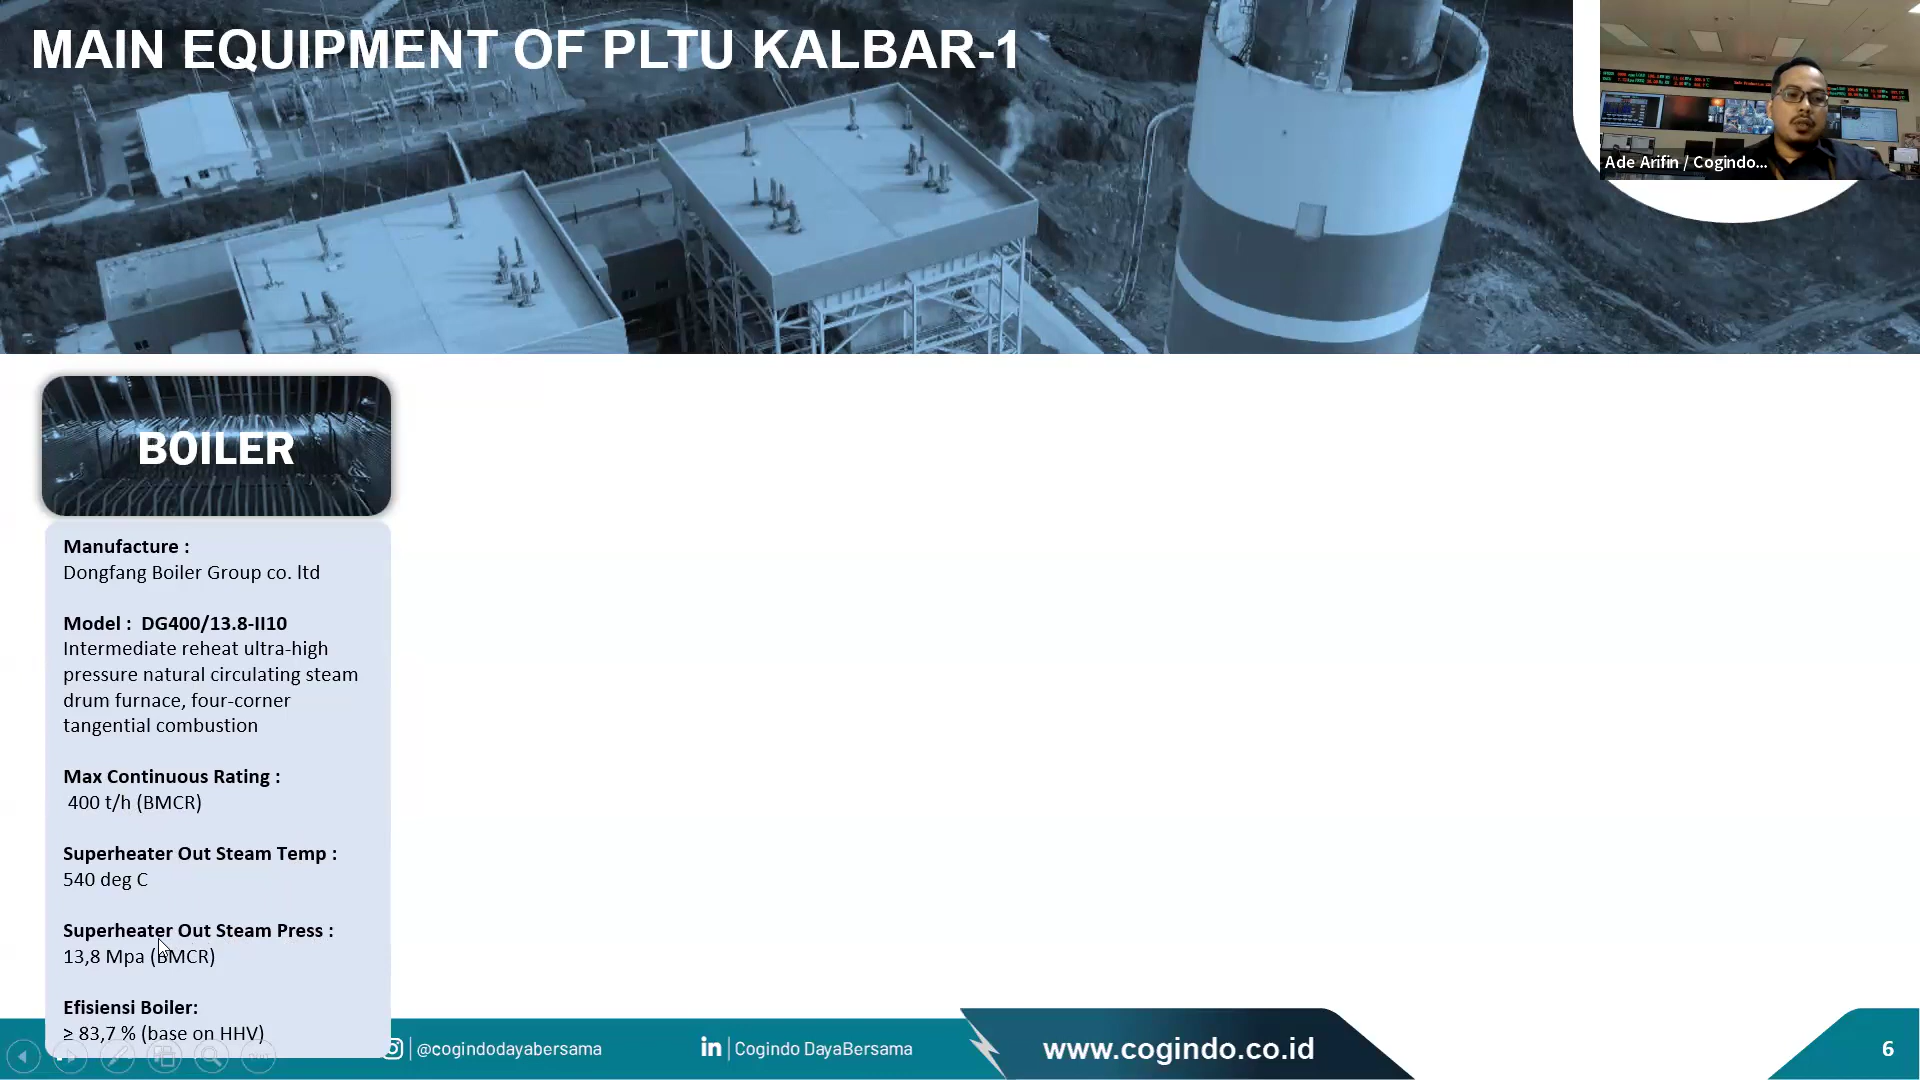 MAIN EQUIPMENT OF PLTU KALBAR-1
Ade Arifin / Cogindo...
BOILER
Manufacture :
Dongfang Boiler Group co. ltd
Model :  DG400/13.8-II10
Intermediate reheat ultra-high
pressure natural circulating steam
drum furnace, four-corner
tangential combustion
Max Continuous Rating :
400 t/h (BMCR)
Superheater Out Steam Temp :
540 deg C
Superheater Out Steam Press :
13,8 Mpa (BMCR)
Efisiensi Boiler:
≥ 83,7 % (base on HHV)
@cogindodayabersama
in Cogindo DayaBersama
www.cogindo.co.id
6